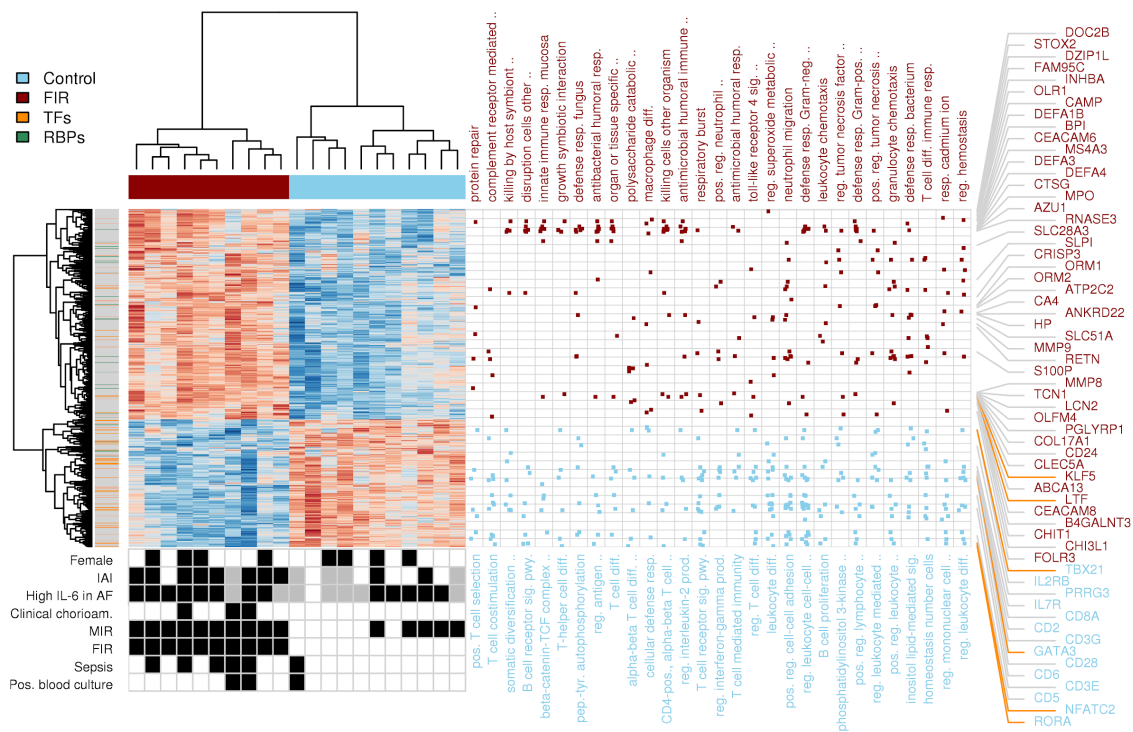 Control
FIR
TFs
RBPs
protein repair
complement receptor mediated ..
killing by host symbiont ..
disruption cells other ..
innate immune resp. mucosa
growth symbiotic interaction
defense resp. fungus
antibacterial humoral resp.
organ or tissue specific ..
polysaccharide catabolic ..
macrophage diff.
killing cells other organism
antimicrobial humoral immune ..
respiratory burst
pos. reg. neutrophil ..
antimicrobial humoral resp.
toll-like receptor 4 sig. ..
reg. superoxide metabolic ..
neutrophil migration
defense resp. Gram-neg. ..
leukocyte chemotaxis
reg. tumor necrosis factor ..
defense resp. Gram-pos. ..
pos. reg. tumor necrosis ..
granulocyte chemotaxis
defense resp. bacterium
T cell diff. immune resp.
resp. cadmium ion
reg. hemostasis
DOC2B
STOX2
DZIP1L
FAM95C
INHBA
OLR1
CAMP
DEFA1B
BPI
CEACAM6
MS4A3
DEFA3
DEFA4
CTSG
MPO
AZU1
RNASE3
SLC28A3
SLPI
CRISP3
ORM1
ORM2
ATP2C2
CA4
ANKRD22
HP
SLC51A
MMP9
RETN
S100P
MMP8
TCN1
LCN2
OLFM4
PGLYRP1
COL17A1
CD24
CLEC5A
KLF5
ABCA13
LTF
CEACAM8
B4GALNT3
CHIT1
CHI3L1
FOLR3
TBX21
IL2RB
PRRG3
IL7R
CD8A
CD2
CD3G
GATA3
CD28
CD6
CD3E
CD5
NFATC2
RORA
Female
IAI
High IL-6 in AF
Clinical chorioam.
MIR
FIR
Sepsis
Pos. blood culture
pos. T cell selection
T cell costimulation
somatic diversification ..
B cell receptor sig. pwy
beta-catenin-TCF complex ..
T-helper cell diff.
pep.-tyr. autophosphorylation
reg. antigen ..
T cell diff.
alpha-beta T cell diff. ..
cellular defense resp.
CD4-pos., alpha-beta T cell ..
reg. interleukin-2 prod.
T cell receptor sig. pwy
reg. interferon-gamma prod.
T cell mediated immunity
reg. T cell diff.
leukocyte diff.
pos. reg. cell-cell adhesion
reg. leukocyte cell-cell ..
B cell proliferation
phosphatidylinositol 3-kinase ..
pos. reg. lymphocyte ..
reg. leukocyte mediated ..
pos. reg. leukocyte ..
inositol lipid-mediated sig.
homeostasis number cells
reg. mononuclear cell ..
reg. leukocyte diff.